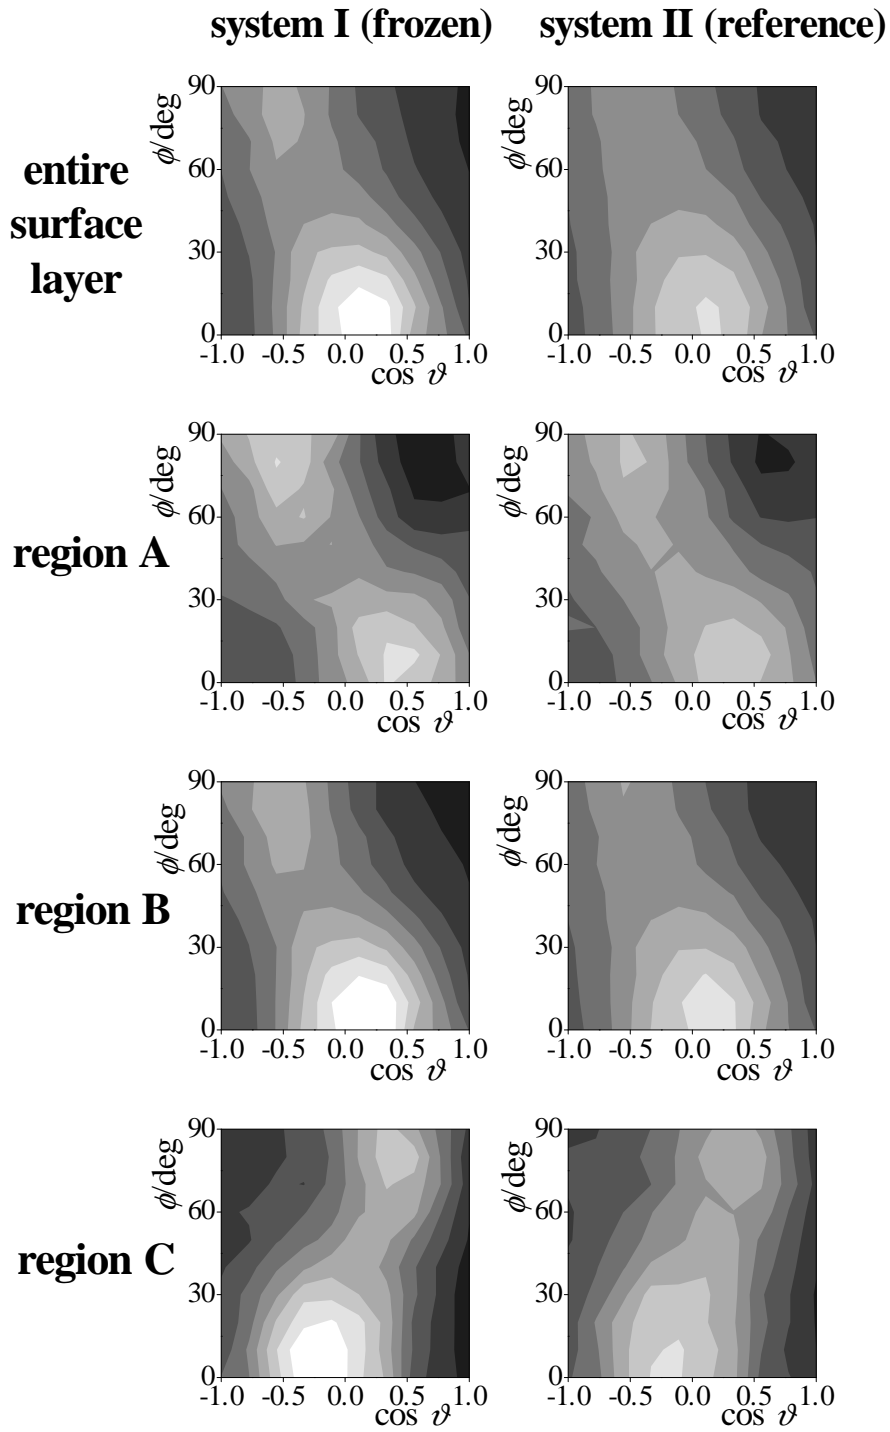 system I (frozen) system II (reference)
entire
surface
layer
ϕ/deg
90
60
30
0
-1.0 -0.5 0.0 0.5 1.0
cos ϑ
ϕ/deg
90
60
30
0
-1.0 -0.5 0.0 0.5 1.0
cos ϑ
region A
ϕ/deg
90
60
30
0
-1.0 -0.5 0.0 0.5 1.0
cos ϑ
ϕ/deg
90
60
30
0
-1.0 -0.5 0.0 0.5 1.0
cos ϑ
region B
ϕ/deg
90
60
30
0
-1.0 -0.5 0.0 0.5 1.0
cos ϑ
ϕ/deg
90
60
30
0
-1.0 -0.5 0.0 0.5 1.0
cos ϑ
region C
ϕ/deg
90
60
30
0
-1.0 -0.5 0.0 0.5 1.0
cos ϑ
ϕ/deg
90
60
30
0
-1.0 -0.5 0.0 0.5 1.0
cos ϑ